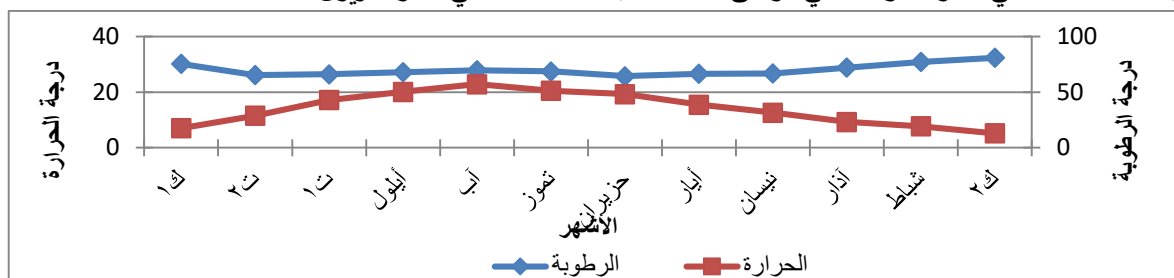 40
20
0
100
50
0
درجة الحرارة
درجة الرطوبة
ك٢
شباط
آذار
نيسان
أيار
حزيران
تموز
آب
أيلول
ت١
ت٢
ك١
الأشهر
الرطوبة
الحرارة